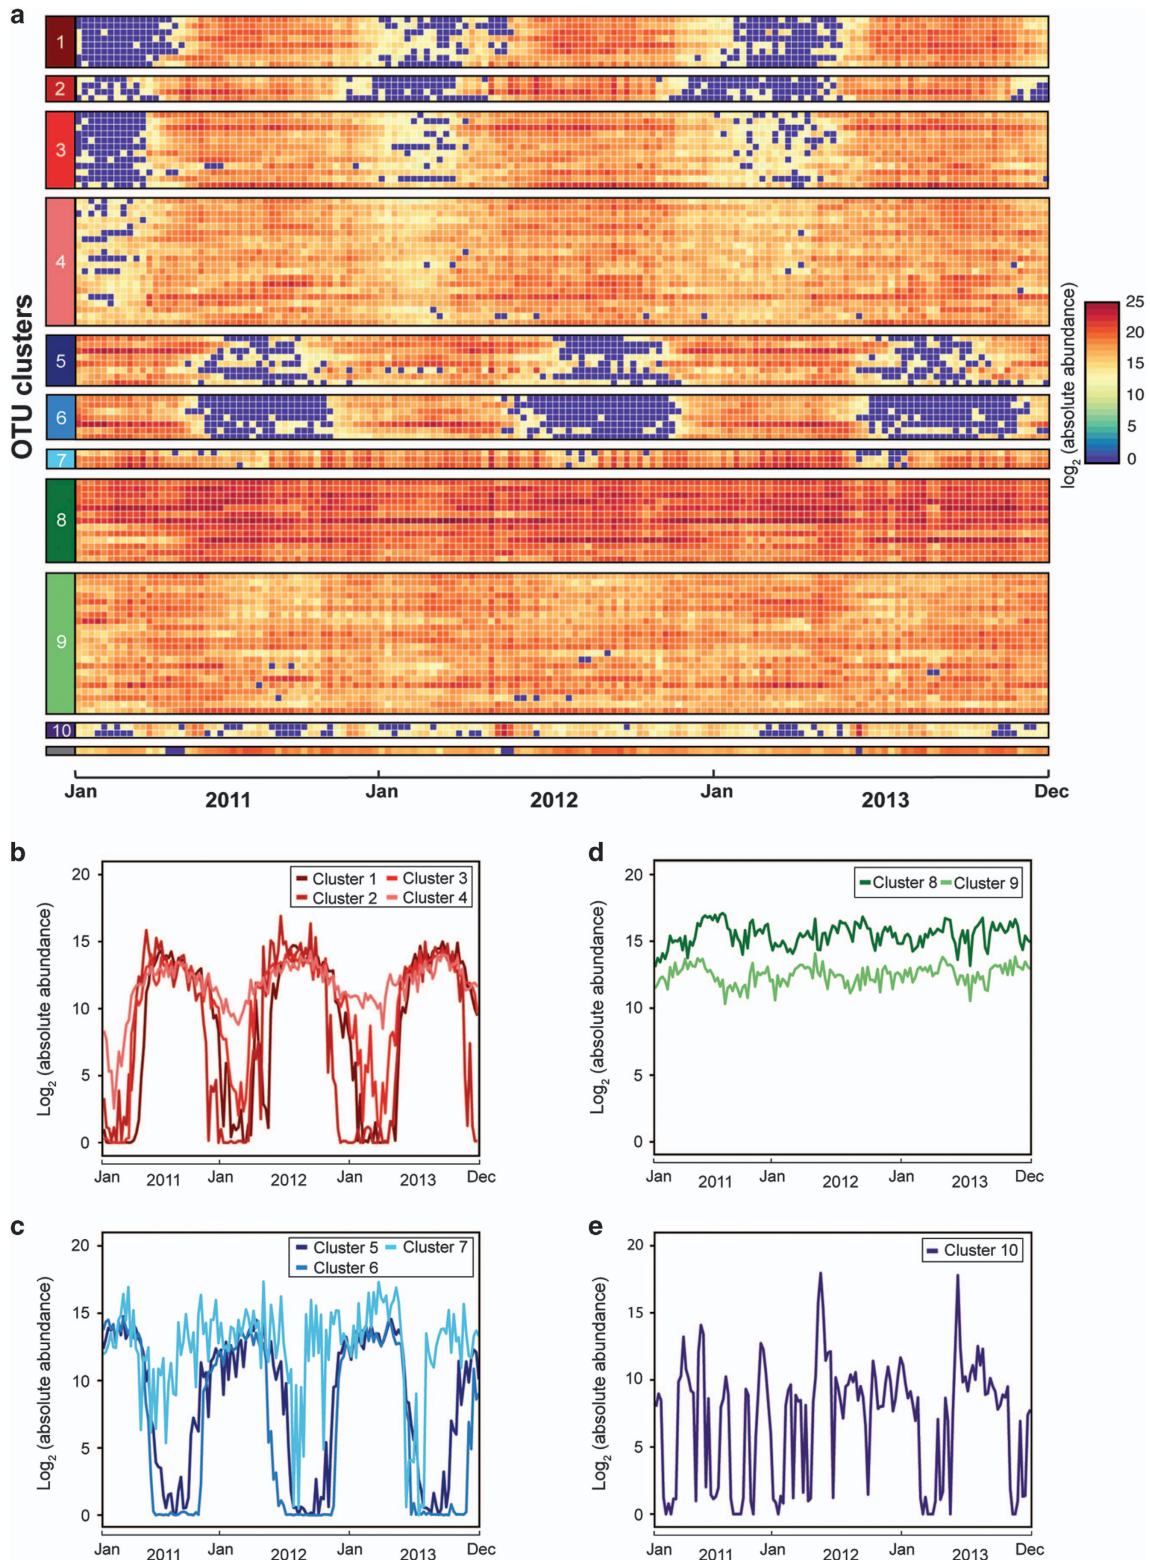 a
OTU clusters
1
2
3
4
5
6
7
8
9
10
log2 (absolute abundance)
25
20
15
10
5
0
Jan
2011
Jan
2012
Jan
2013
Dec
b
Log2 (absolute abundance)
20
15
10
5
0
Cluster 1
Cluster 3
Cluster 2
Cluster 4
Jan
2011
Jan
2012
Jan
2013
Dec
d
Log2 (absolute abundance)
20
15
10
5
0
Cluster 8
Cluster 9
Jan
2011
Jan
2012
Jan
2013
Dec
c
Log2 (absolute abundance)
20
15
10
5
0
Cluster 5
Cluster 7
Cluster 6
Jan
2011
Jan
2012
Jan
2013
Dec
e
Log2 (absolute abundance)
20
15
10
5
0
Cluster 10
Jan
2011
Jan
2012
Jan
2013
Dec